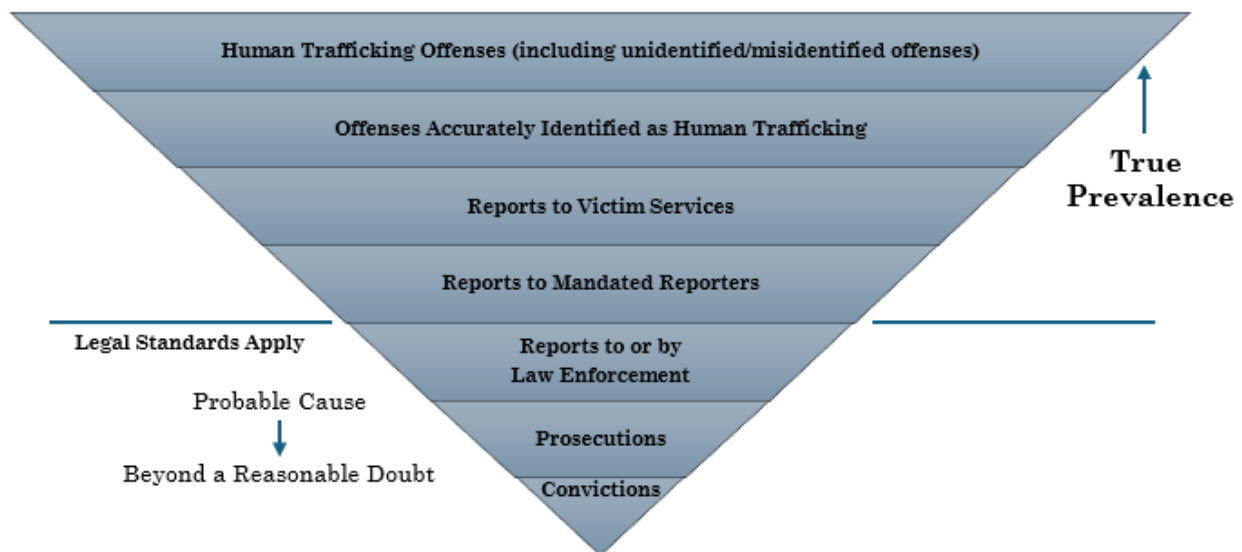 Human Trafficking Offenses (including unidentified/misidentified offenses)
Offenses Accurately Identified as Human Trafficking
True
Prevalence
Reports to Victim Services
Reports to Mandated Reporters
Legal Standards Apply
Reports to or by
Law Enforcement
Probable Cause
Prosecutions
Beyond a Reasonable Doubt
Convictions